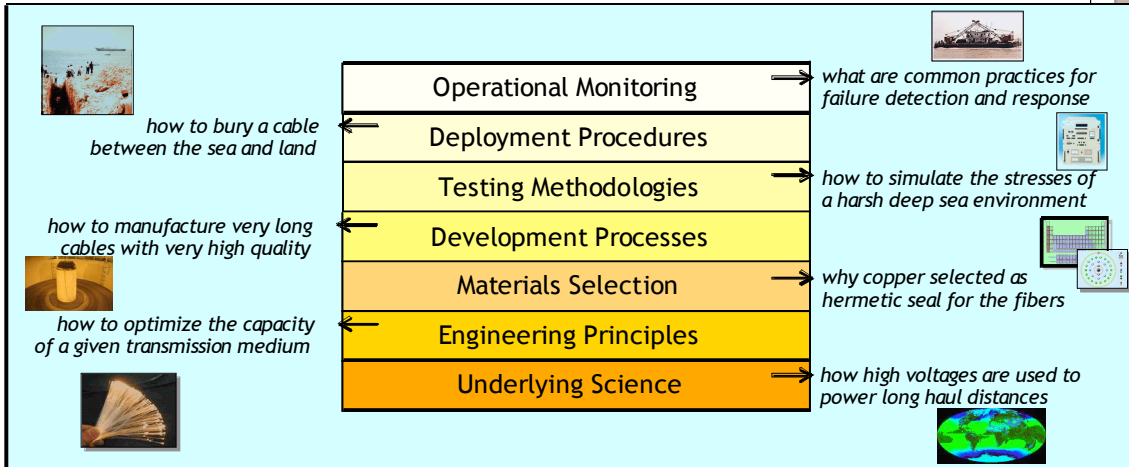 Operational Monitoring
what are common practices for
failure detection and response
how to bury a cable
between the sea and land
Deployment Procedures
Testing Methodologies
how to simulate the stresses of
a harsh deep sea environment
how to manufacture very long
cables with very high quality
Development Processes
Materials Selection
why copper selected as
hermetic seal for the fibers
how to optimize the capacity
of a given transmission medium
Engineering Principles
Underlying Science
how high voltages are used to
power long haul distances